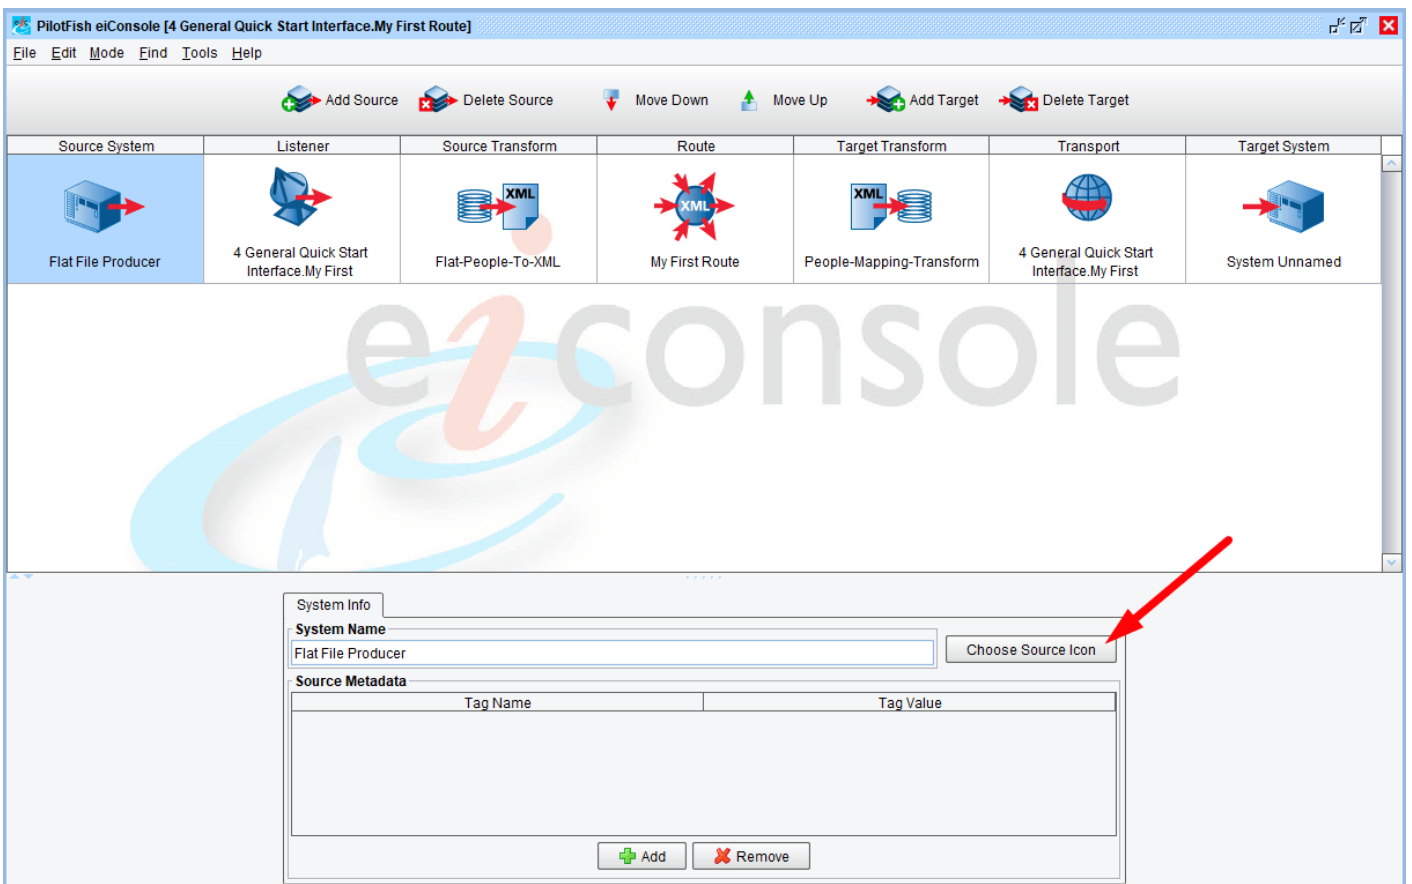 PilotFish eiConsole [4 General Quick Start Interface.My First Route]
File Edit Mode Find Tools Help
Add Source Delete Source Move Down Move Up Add Target Delete Target
Source System Listener Source Transform Route Target Transform Transport Target System
XML XML XML
Flat File Producer 4 General Quick Start Interface.My First Flat-People-To-XML My First Route People-Mapping-Transform 4 General Quick Start Interface.My First System Unnamed
eiconsole
System Info
System Name
Flat File Producer Choose Source Icon
Source Metadata
Tag Name Tag Value
Add Remove